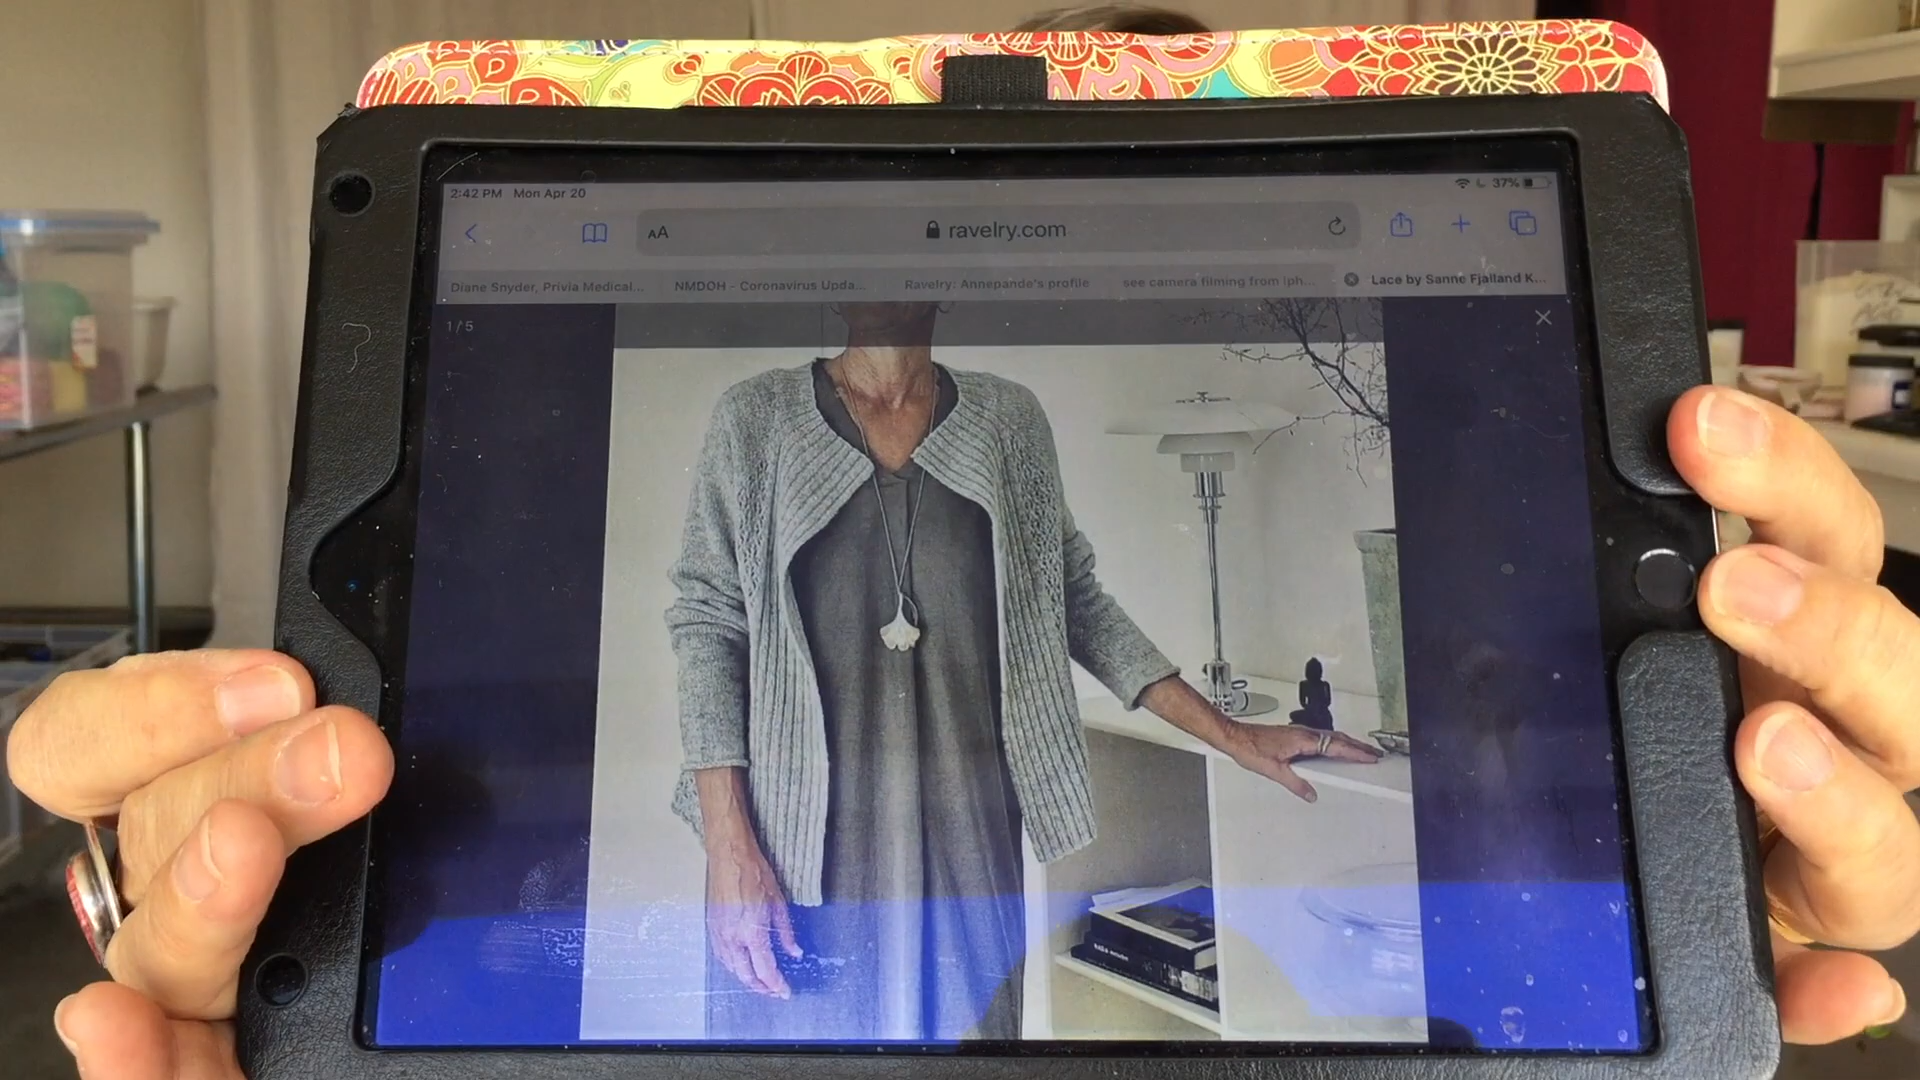 2:42 PM Mon Apr 20
37%
AA
ravelry.com
Diane Snyder, Privia Medical...
NMDOH - Coronavirus Upda...
Ravelry: Annepande's profile
see camera filming from iph...
Lace by Sanne Fjalland K...
1/5